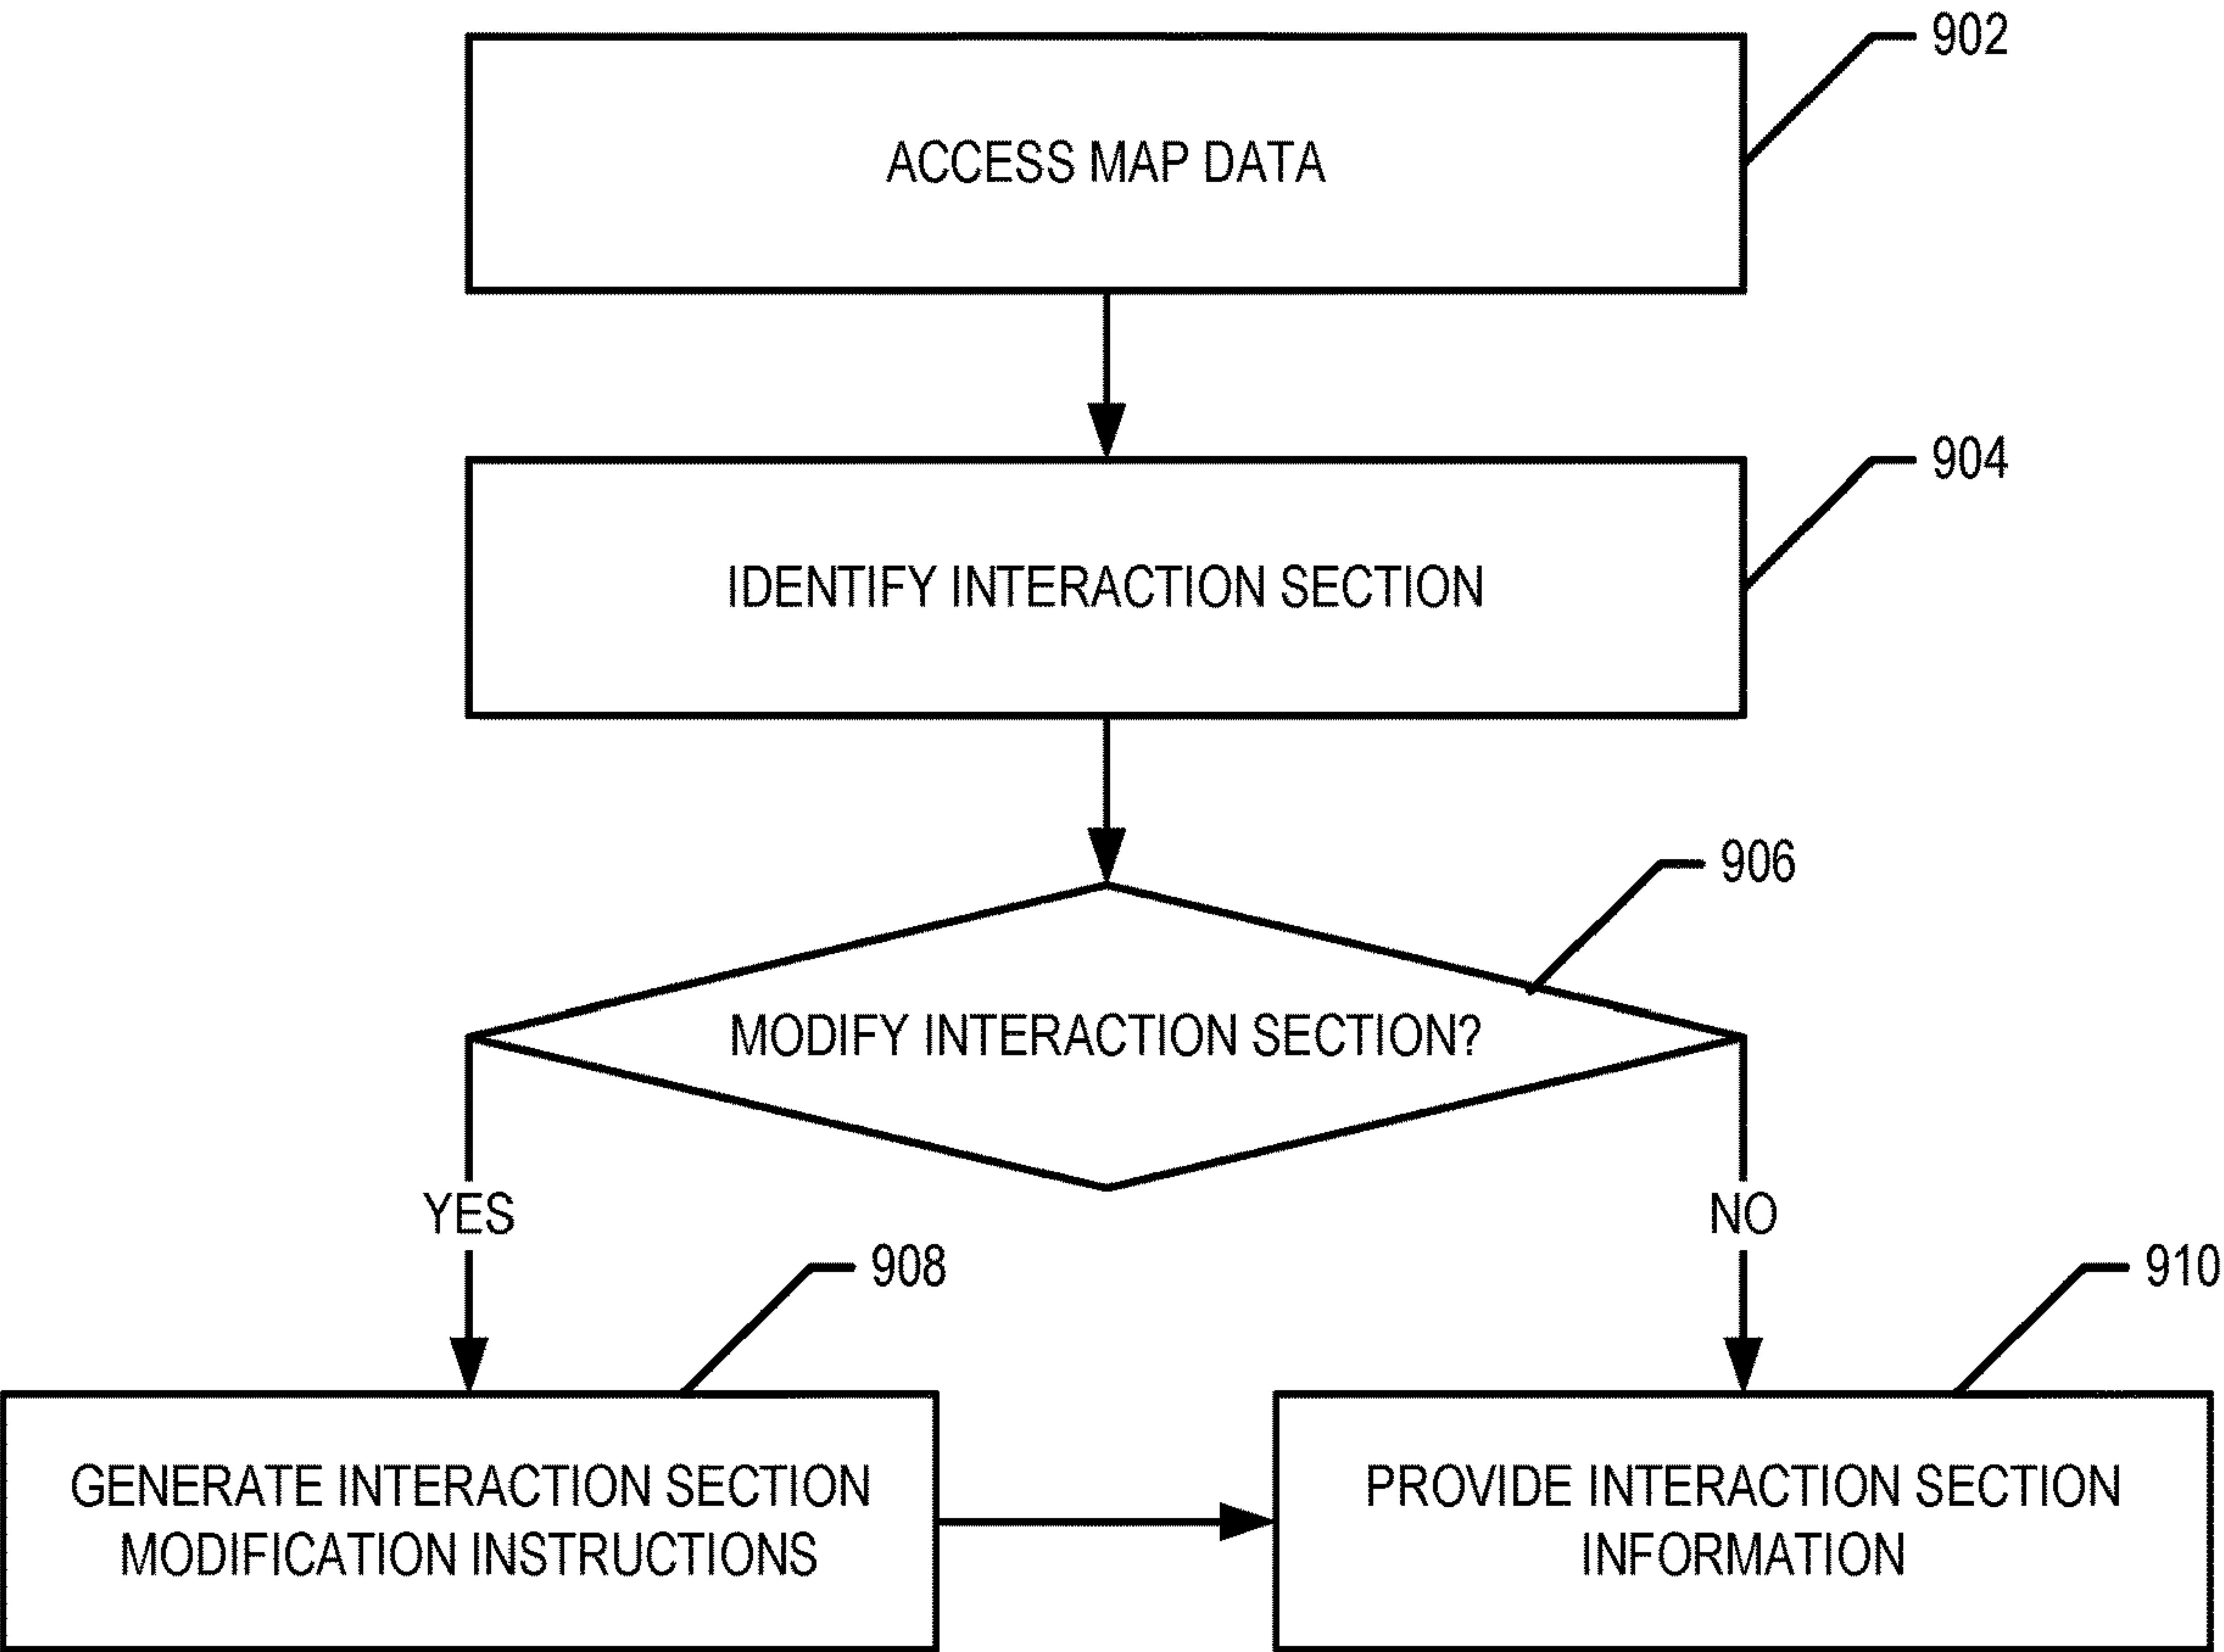 902
ACCESS MAP DATA
904
IDENTIFY INTERACTION SECTION
906
MODIFY INTERACTION SECTION?
YES
NO
908
910
GENERATE INTERACTION SECTION
MODIFICATION INSTRUCTIONS
PROVIDE INTERACTION SECTION
INFORMATION